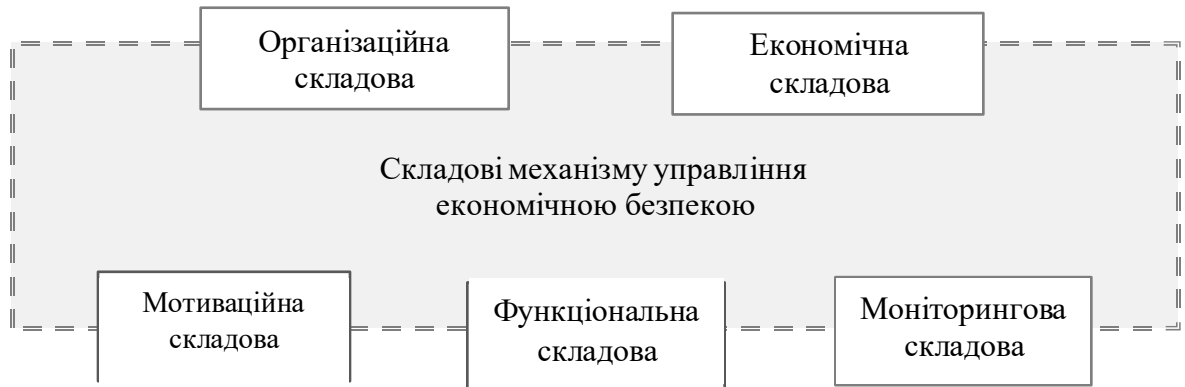 Організаційна
складова
Економічна
складова
Складові механізму управління
економічною безпекою
Мотиваційна
складова
Функціональна
складова
Моніторингова
складова